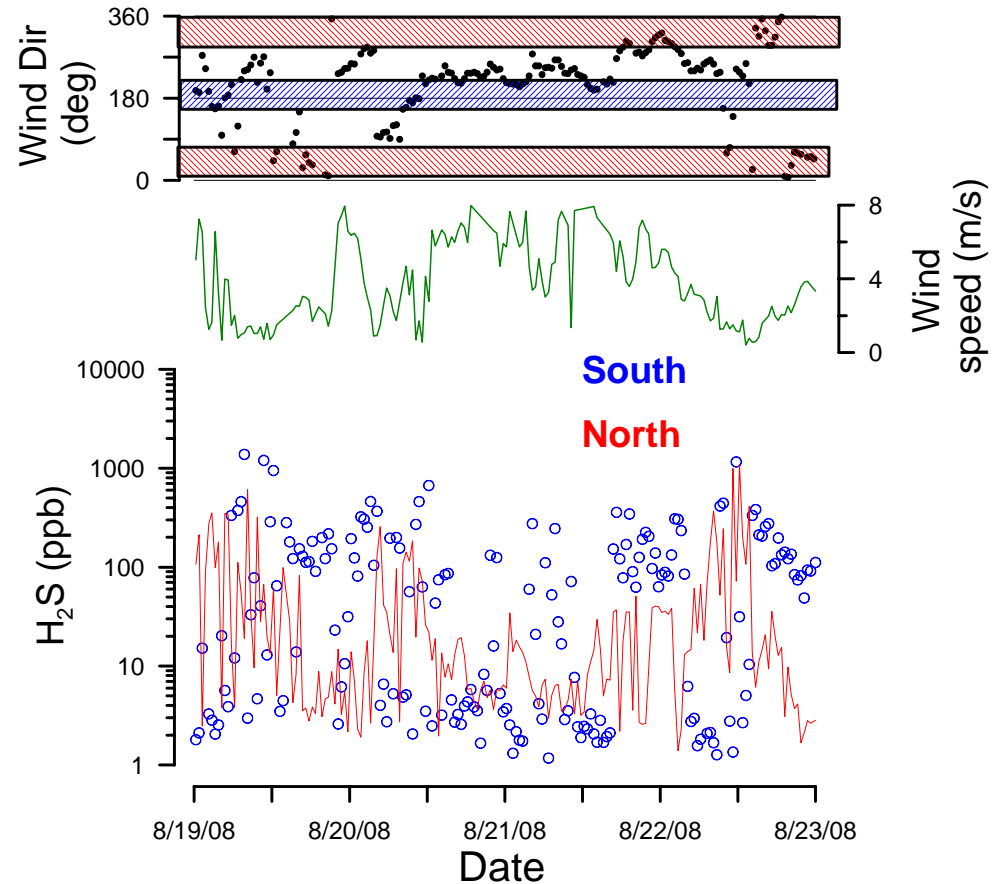 Wind Dir
(deg)
360
180
0
8
4
0
Wind
speed (m/s)
South
North
H₂S (ppb)
10000
1000
100
10
1
8/19/08
8/20/08
8/21/08
8/22/08
8/23/08
Date